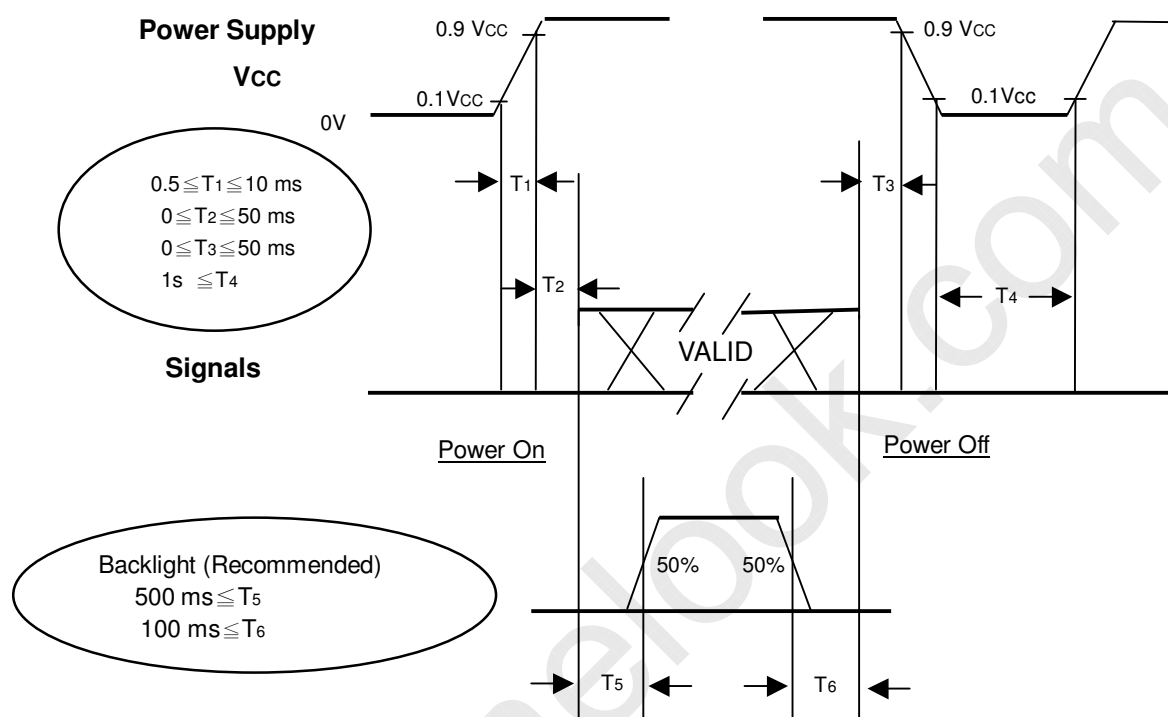 Power Supply
Vcc
0.9 Vcc
0.1Vcc
0V
0.9 Vcc
0.1Vcc
0.5≦T1≦10 ms
0≦T2≦50 ms
0≦T3≦50 ms
1s ≦T4
T1
T2
T3
T4
VALID
Signals
Power On
Power Off
Backlight (Recommended)
500 ms≦T5
100 ms≦T6
50%
50%
T5
T6
nelook.com